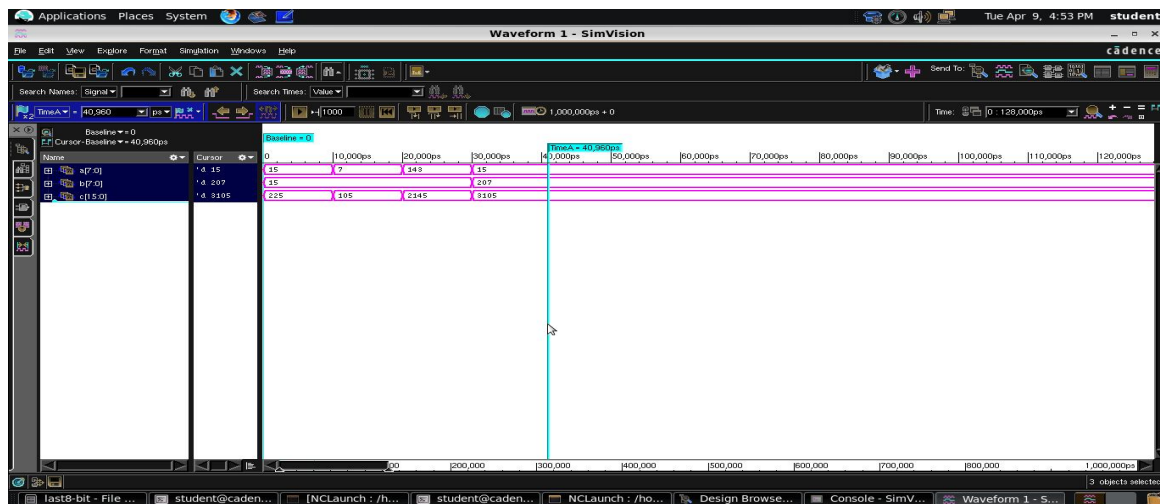 Applications Places System Tue Apr 9, 4:53 PM student
Waveform 1 - SimVision
File Edit View Explore Format Simulation Windows Help cādence
Send To:
Search Names: Signal Search Times: Value
TimeA = 40,960 ps 1000 1,000,000ps + 0 Time: 0 : 128,000ps
Baseline = 0
Cursor-Baseline = 40,960ps
Baseline = 0
TimeA = 40,960ps
Name Cursor 0 10,000ps 20,000ps 30,000ps 40,000ps 50,000ps 60,000ps 70,000ps 80,000ps 90,000ps 100,000ps 110,000ps 120,000ps
a[7:0] 'd 15 15 7 143 15
b[7:0] 'd 207 15 207
c[15:0] 'd 3105 225 105 2145 3105
200,000 300,000 400,000 500,000 600,000 700,000 800,000 1,000,000ps
3 objects selected
last8-bit - File ... student@caden... [NCLaunch : /h... student@caden... NCLaunch : /ho... Design Browse... Console - SimV... Waveform 1 - S...